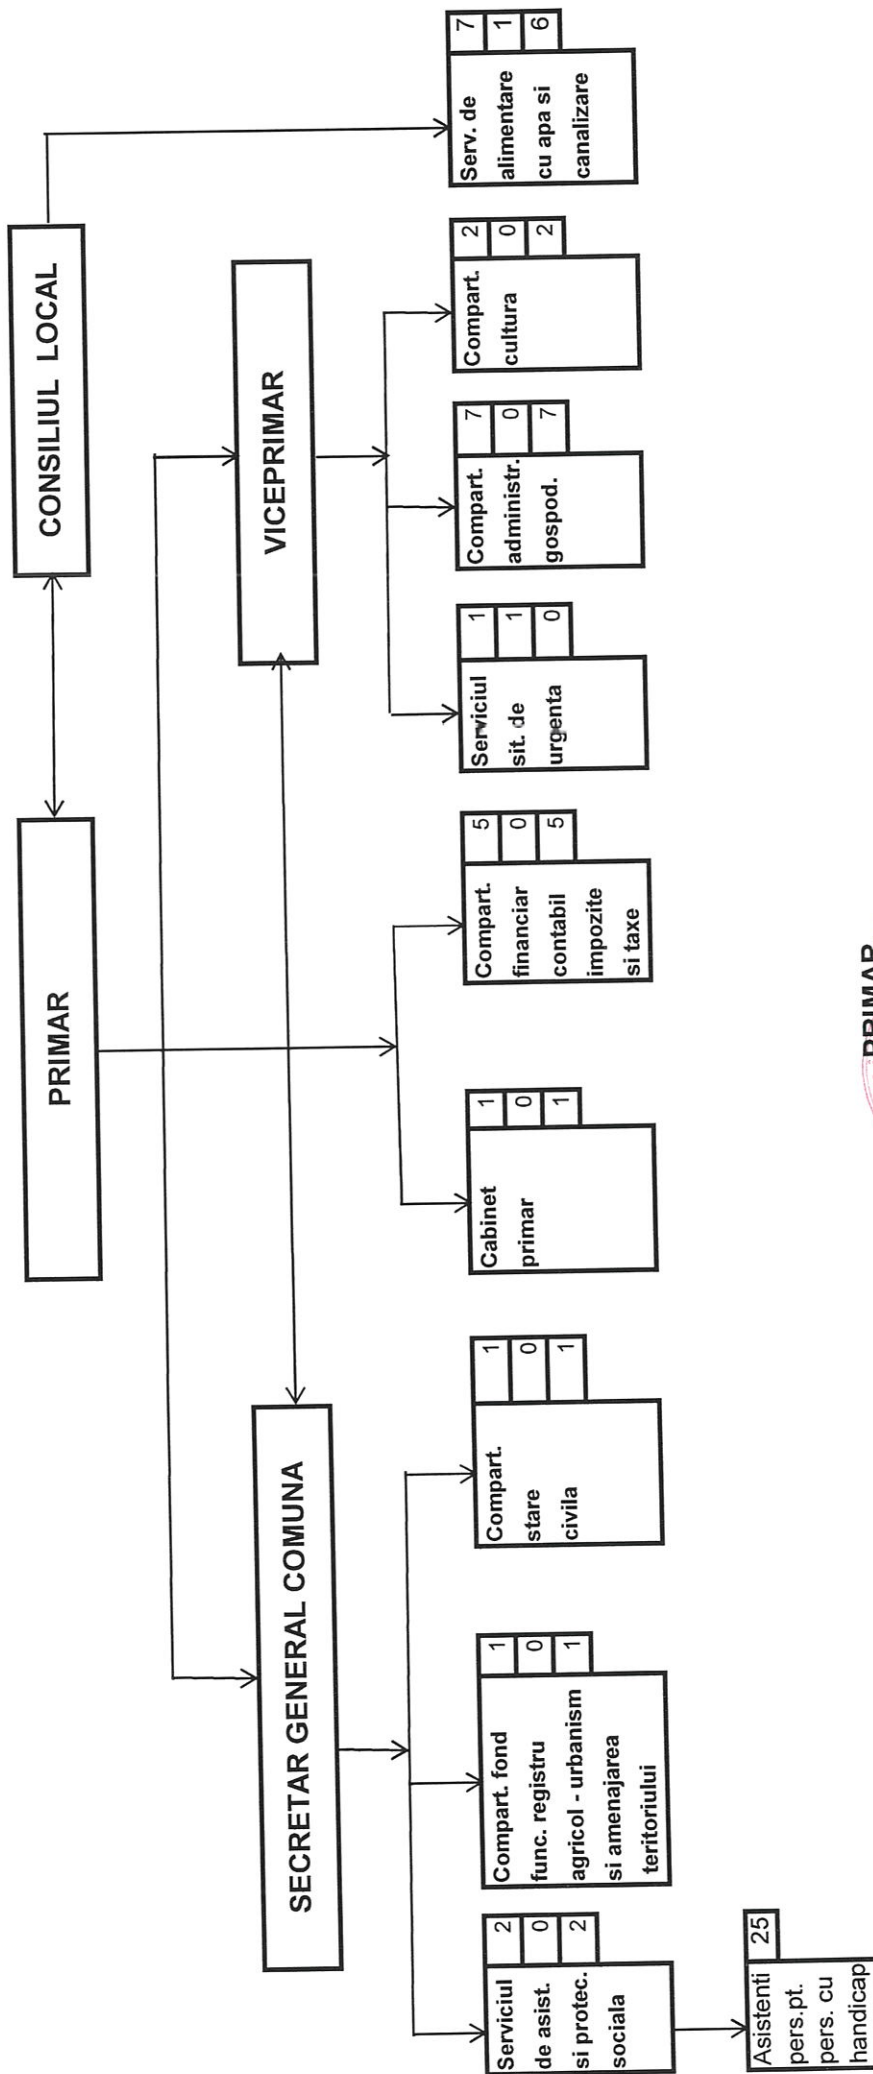 CONSILIUL LOCAL
PRIMAR
VICEPRIMAR
SECRETAR GENERAL COMUNA
Serviciul
de asist.
si protec.
sociala
2
0
2
Asistenti
pers.pt.
pers. cu
handicap
25
Compart. fond
func. registru
agricol - urbanism
si amenajarea
teritoriului
1
0
1
Compart.
stare
civila
1
0
1
Cabinet
primar
1
0
1
Compart.
financiar
contabil
impozite
si taxe
5
0
5
Serviciul
sit. de
urgenta
1
1
0
Compart.
administr.
gospod.
7
0
7
Compart.
cultura
2
0
2
Serv. de
alimentare
cu apa si
canalizare
7
1
6
PRIMAR